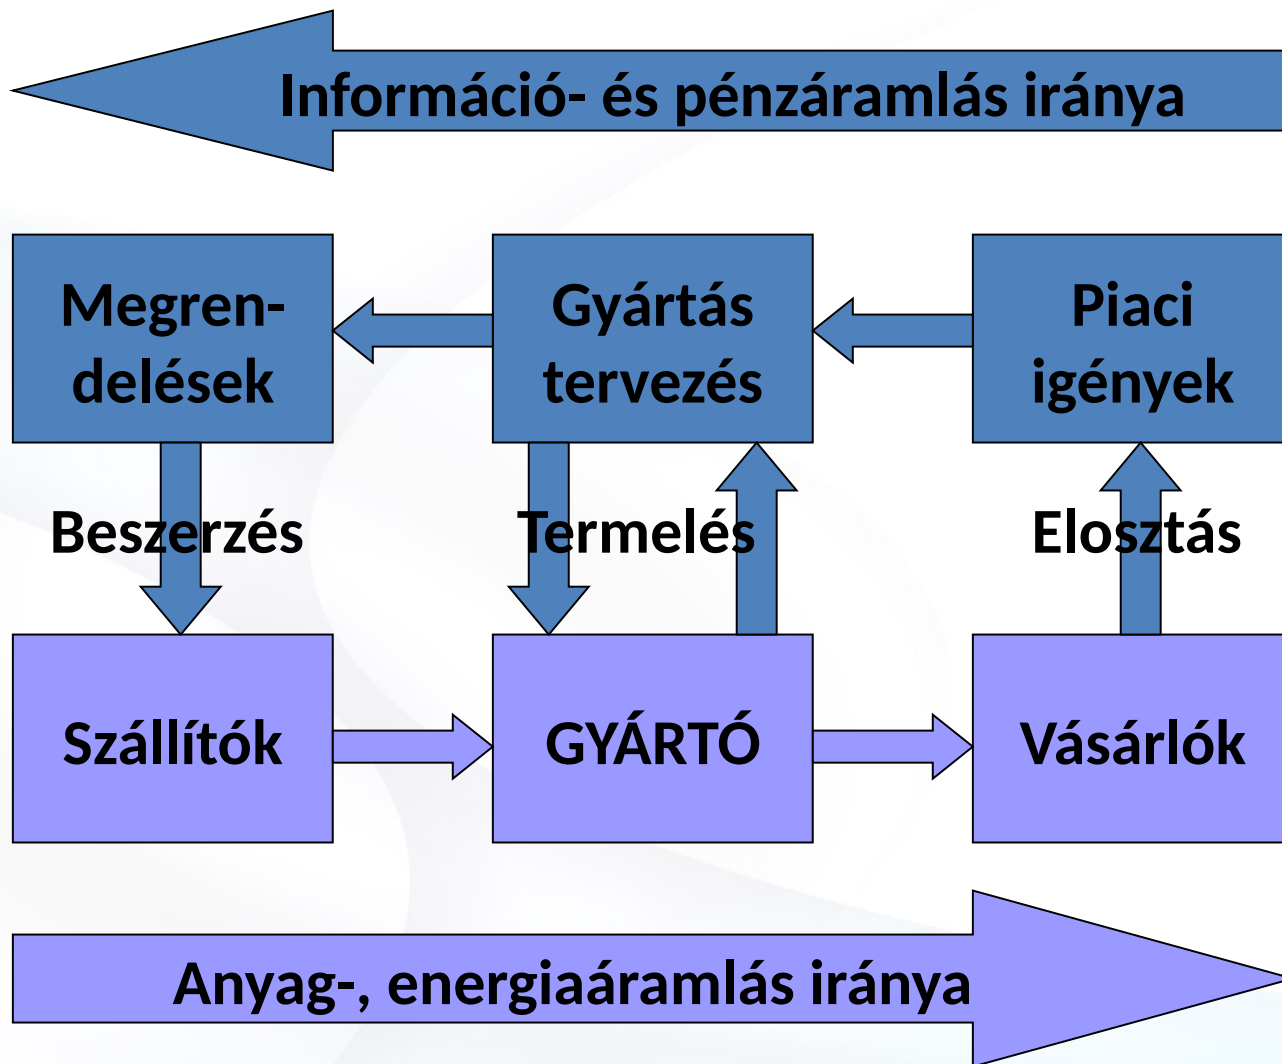 Információ- és pénzáramlás iránya
Megren-
delések
Gyártás
tervezés
Piaci
igények
Beszerzés
Termelés
Elosztás
Szállítók
GYÁRTÓ
Vásárlók
Anyag-, energiaáramlás iránya